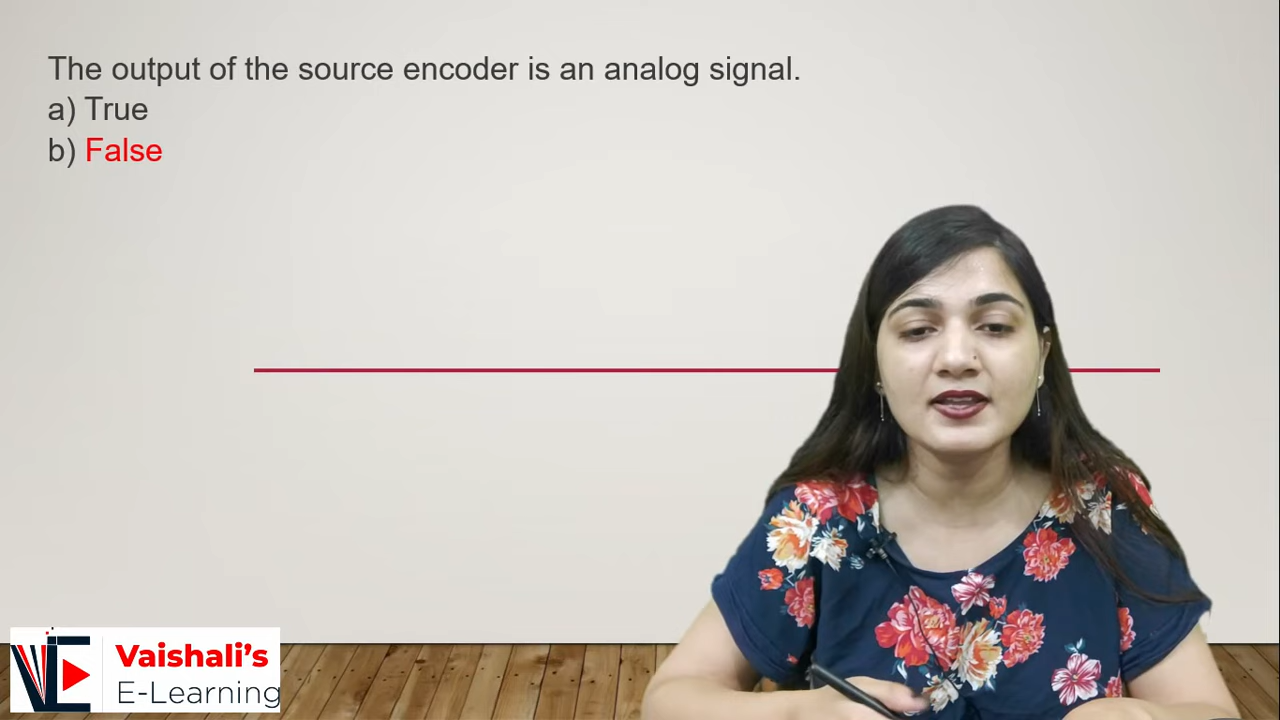 The output of the source encoder is an analog signal.
a) True
b) False
Vaishali's
E-Learning